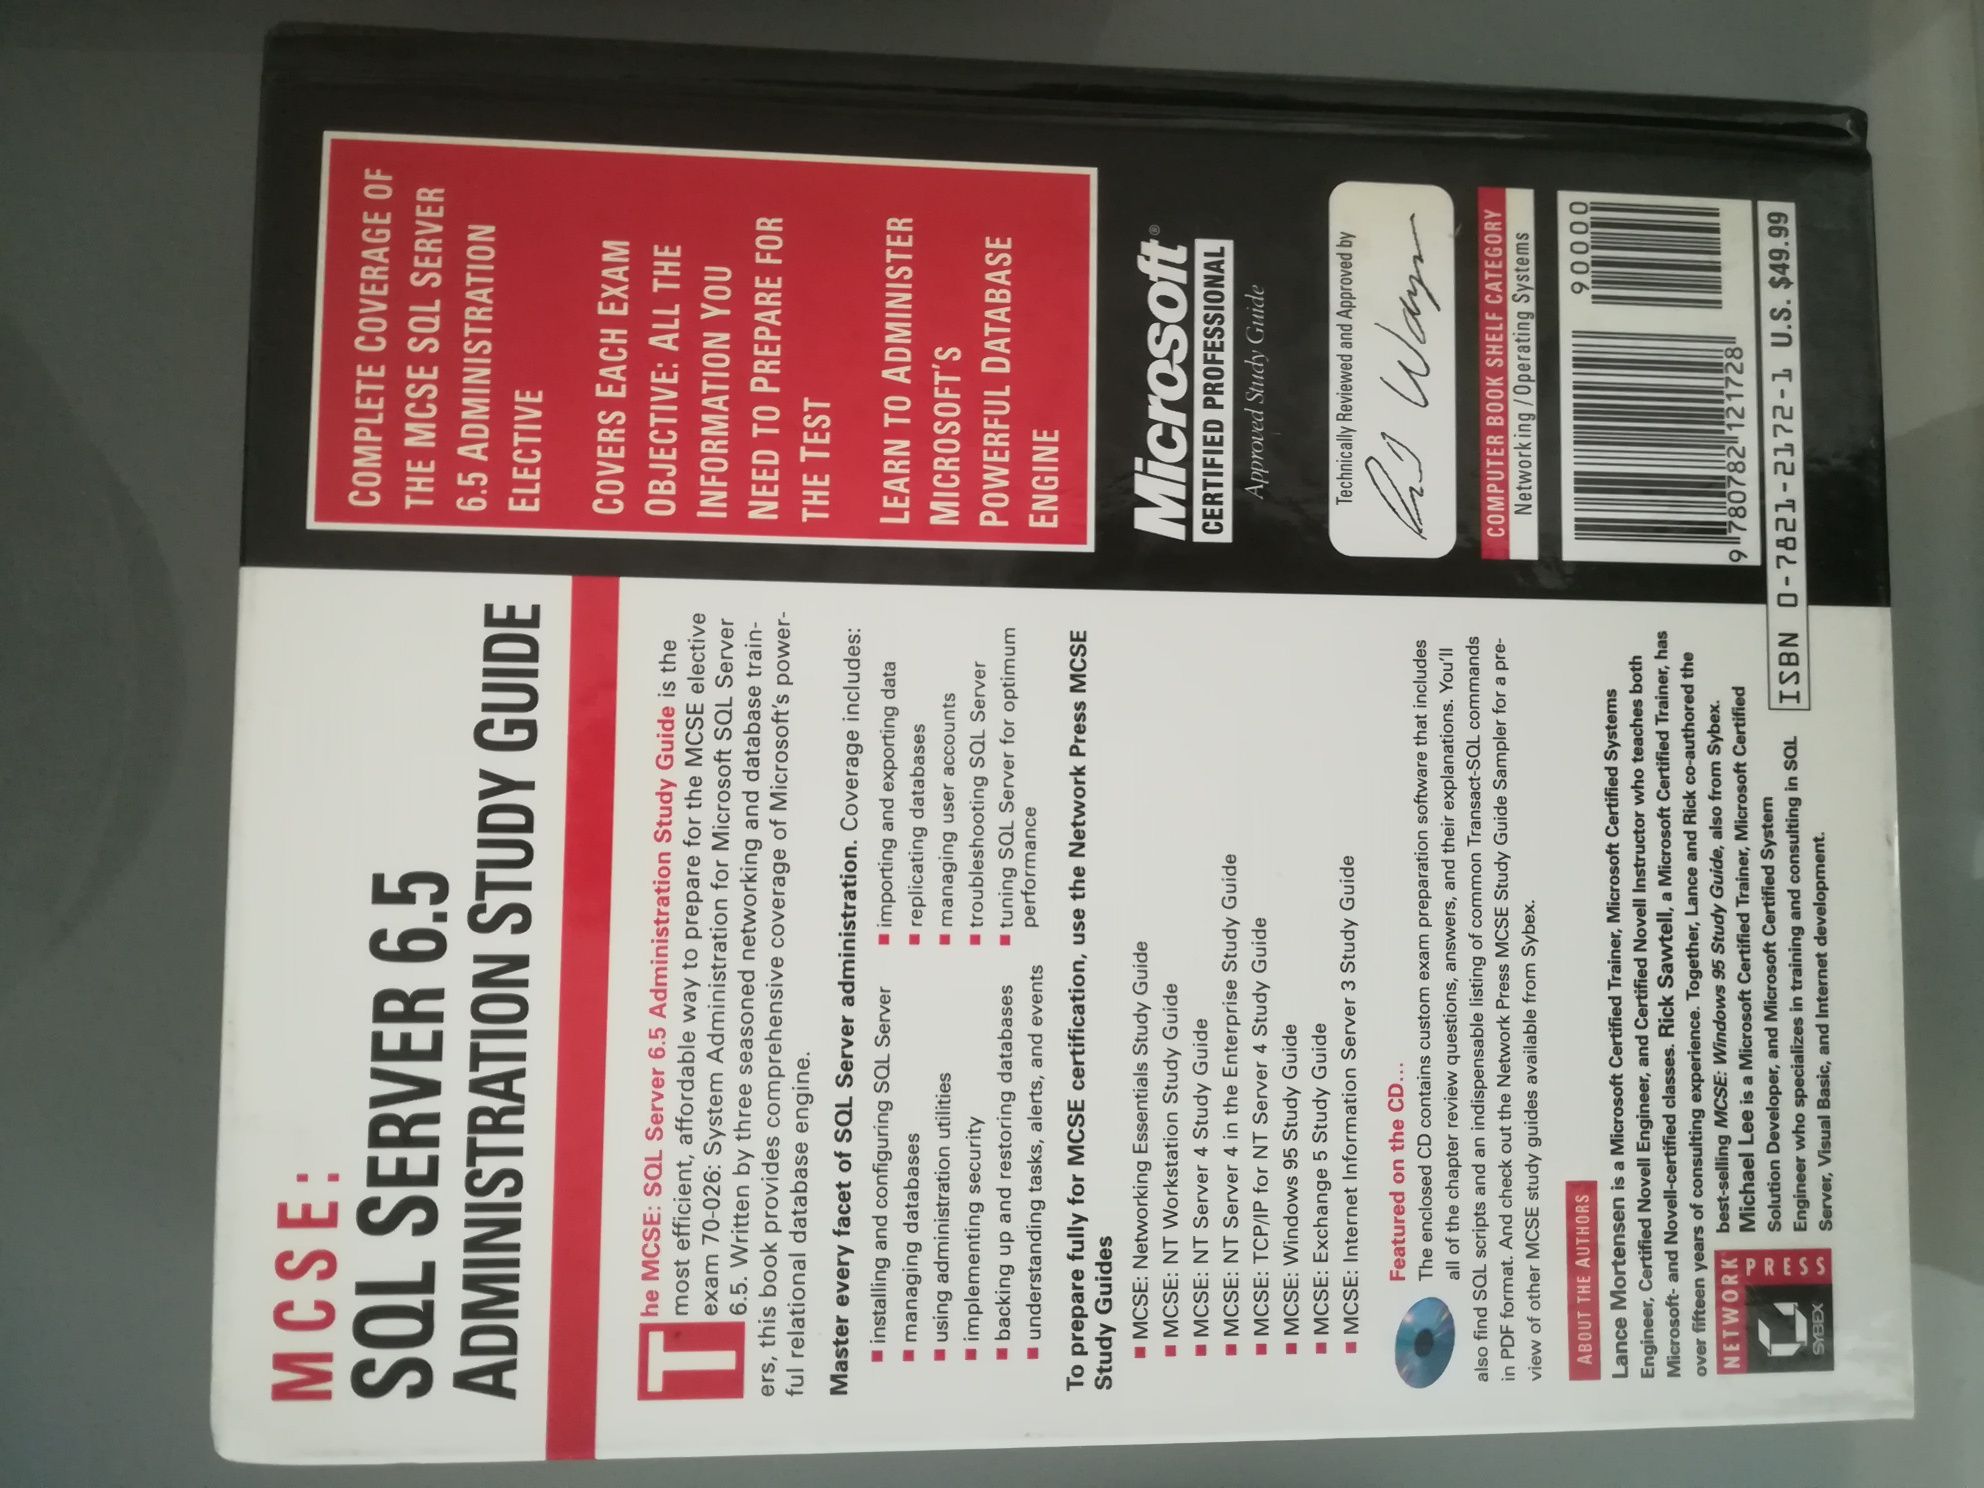 MCSE:
SQL SERVER 6.5
ADMINISTRATION STUDY GUIDE
The MCSE: SQL Server 6.5 Administration Study Guide is the
most efficient, affordable way to prepare for the MCSE elective
exam 70-026: System Administration for Microsoft SQL Server
6.5. Written by three seasoned networking and database train-
ers, this book provides comprehensive coverage of Microsoft's power-
ful relational database engine.
Master every facet of SQL Server administration. Coverage includes:
■ installing and configuring SQL Server
■ managing databases
■ using administration utilities
■ implementing security
■ backing up and restoring databases
■ understanding tasks, alerts, and events
■ importing and exporting data
■ replicating databases
■ managing user accounts
■ troubleshooting SQL Server
■ tuning SQL Server for optimum
performance
To prepare fully for MCSE certification, use the Network Press MCSE
Study Guides
■ MCSE: Networking Essentials Study Guide
■ MCSE: NT Workstation Study Guide
■ MCSE: NT Server 4 Study Guide
■ MCSE: NT Server 4 in the Enterprise Study Guide
■ MCSE: TCP/IP for NT Server 4 Study Guide
■ MCSE: Windows 95 Study Guide
■ MCSE: Exchange 5 Study Guide
■ MCSE: Internet Information Server 3 Study Guide
Featured on the CD...
The enclosed CD contains custom exam preparation software that includes
all of the chapter review questions, answers, and their explanations. You'll
also find SQL scripts and an indispensable listing of common Transact-SQL commands
in PDF format. And check out the Network Press MCSE Study Guide Sampler for a pre-
view of other MCSE study guides available from Sybex.
ABOUT THE AUTHORS
Lance Mortensen is a Microsoft Certified Trainer, Microsoft Certified Systems
Engineer, Certified Novell Engineer, and Certified Novell Instructor who teaches both
Microsoft- and Novell-certified classes. Rick Sawtell, a Microsoft Certified Trainer, has
over fifteen years of consulting experience. Together, Lance and Rick co-authored the
best-selling MCSE: Windows 95 Study Guide, also from Sybex.
Michael Lee is a Microsoft Certified Trainer, Microsoft Certified
Solution Developer, and Microsoft Certified System
Engineer who specializes in training and consulting in SQL
Server, Visual Basic, and Internet development.
NETWORK
PRESS
SYBEX
COMPLETE COVERAGE OF
THE MCSE SQL SERVER
6.5 ADMINISTRATION
ELECTIVE
COVERS EACH EXAM
OBJECTIVE: ALL THE
INFORMATION YOU
NEED TO PREPARE FOR
THE TEST
LEARN TO ADMINISTER
MICROSOFT'S
POWERFUL DATABASE
ENGINE
Microsoft®
CERTIFIED PROFESSIONAL
Approved Study Guide
Technically Reviewed and Approved by
COMPUTER BOOK SHELF CATEGORY
Networking / Operating Systems
90000
9 780782 121728
ISBN 0-7821-2172-1 U.S. $49.99